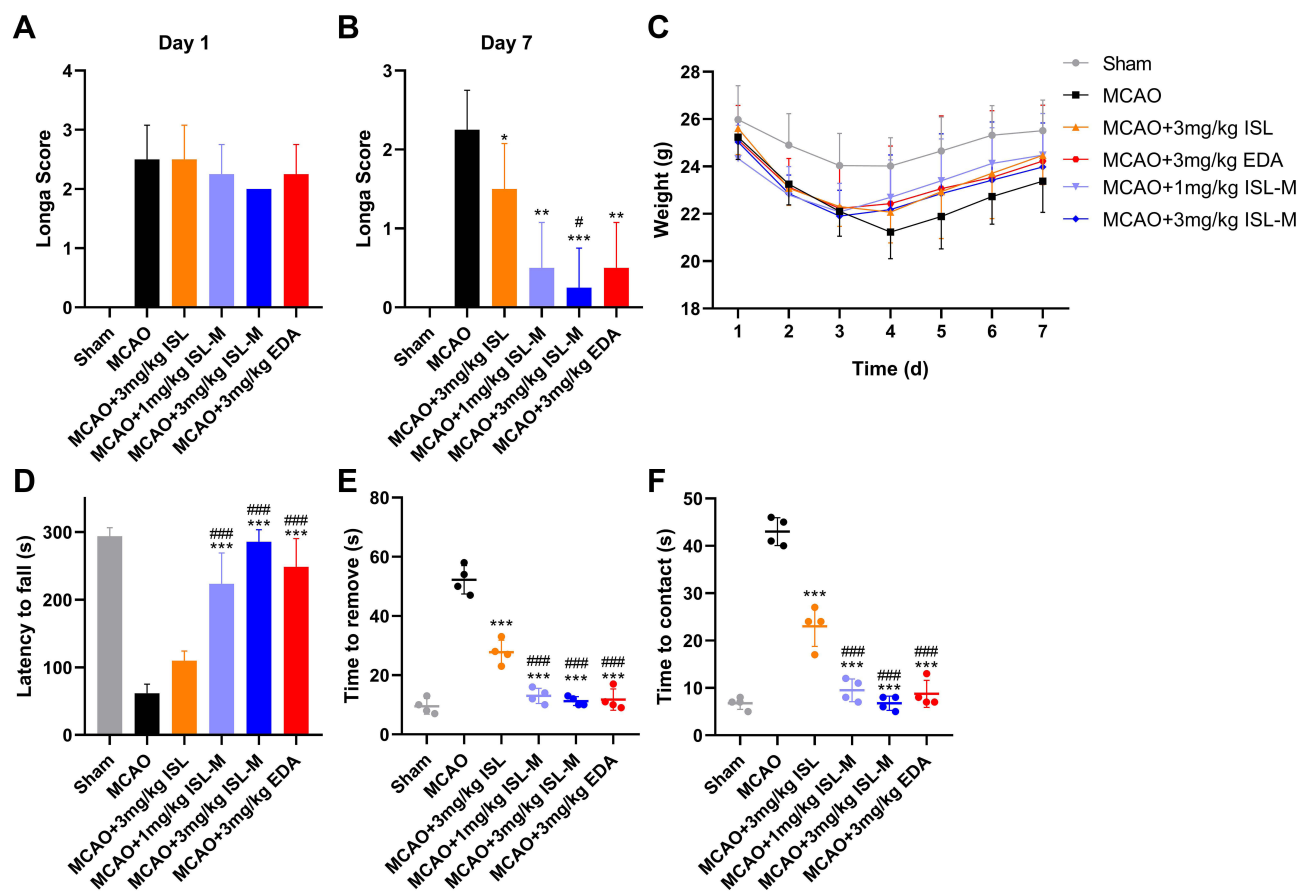 A
Day 1
Longa Score
4
3
2
1
0
Sham
MCAO
MCAO+3mg/kg ISL
MCAO+1mg/kg ISL-M
MCAO+3mg/kg ISL-M
MCAO+3mg/kg EDA
B
Day 7
Longa Score
3
2
1
0
*
**
#
***
**
Sham
MCAO
MCAO+3mg/kg ISL
MCAO+1mg/kg ISL-M
MCAO+3mg/kg ISL-M
MCAO+3mg/kg EDA
C
Weight (g)
28
26
24
22
20
18
1 2 3 4 5 6 7
Time (d)
Sham
MCAO
MCAO+3mg/kg ISL
MCAO+3mg/kg EDA
MCAO+1mg/kg ISL-M
MCAO+3mg/kg ISL-M
D
Latency to fall (s)
300
200
100
0
###
***
###
***
###
***
Sham
MCAO
MCAO+3mg/kg ISL
MCAO+1mg/kg ISL-M
MCAO+3mg/kg ISL-M
MCAO+3mg/kg EDA
E
Time to remove (s)
80
60
40
20
0
***
###
***
###
***
###
***
Sham
MCAO
MCAO+3mg/kg ISL
MCAO+1mg/kg ISL-M
MCAO+3mg/kg ISL-M
MCAO+3mg/kg EDA
F
Time to contact (s)
50
40
30
20
10
0
***
###
***
###
***
###
***
Sham
MCAO
MCAO+3mg/kg ISL
MCAO+1mg/kg ISL-M
MCAO+3mg/kg ISL-M
MCAO+3mg/kg EDA